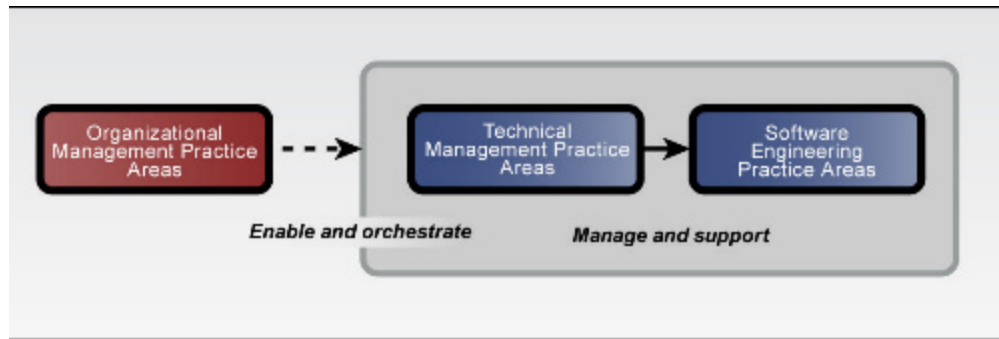 Organizational
Management Practice
Areas
Technical
Management Practice
Areas
Software
Engineering
Practice Areas
Enable and orchestrate
Manage and support